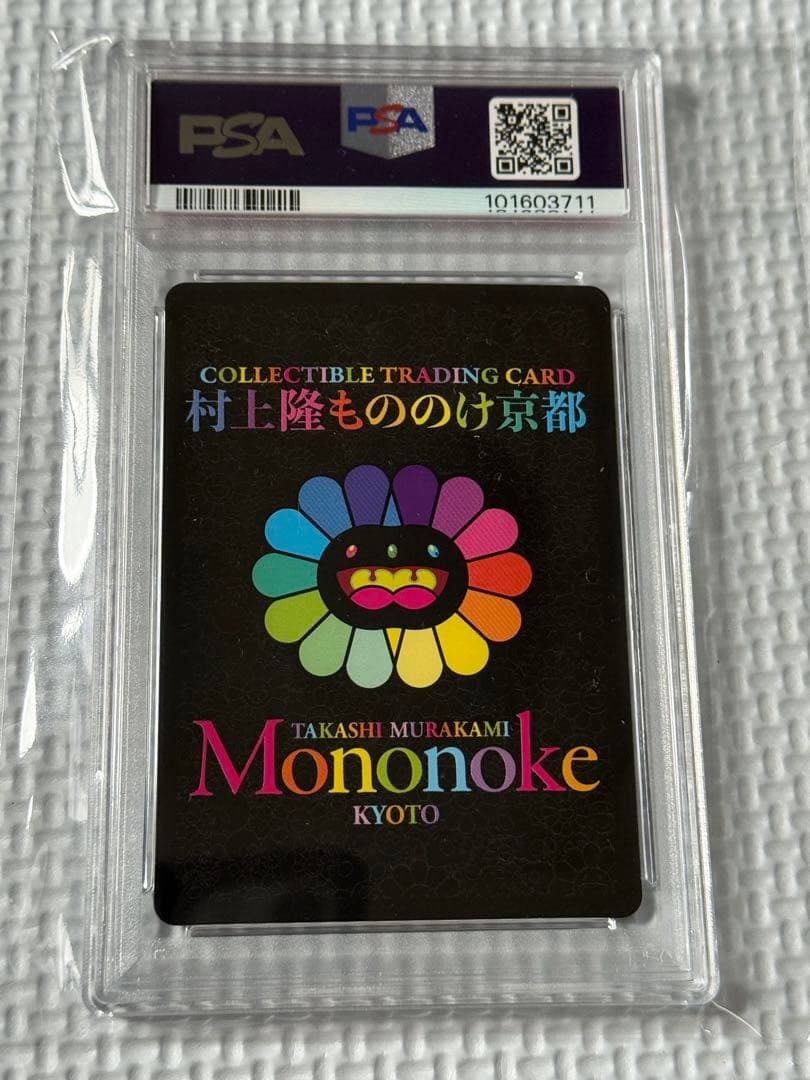 PSA
PSA
101603711
COLLECTIBLE TRADING CARD
村上隆もののけ京都
TAKASHI MURAKAMI
Mononoke
KYOTO